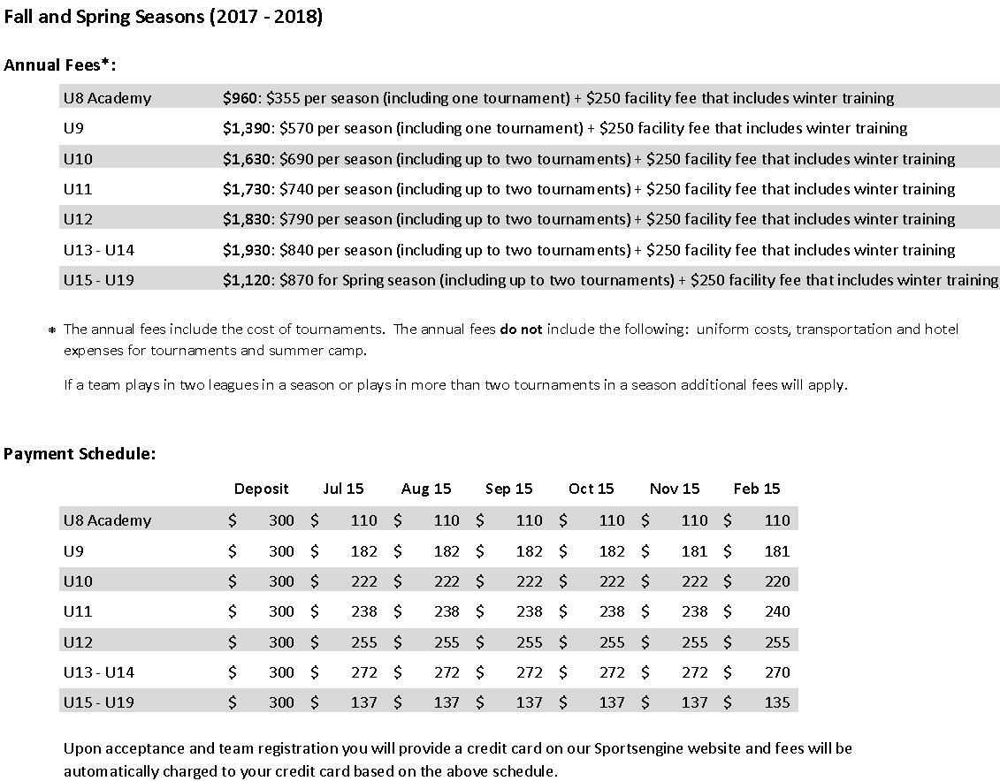 Fall and Spring Seasons (2017 - 2018)
Annual Fees*:
U8 Academy $960: $355 per season (including one tournament) + $250 facility fee that includes winter training
U9 $1,390: $570 per season (including one tournament) + $250 facility fee that includes winter training
U10 $1,630: $690 per season (including up to two tournaments) + $250 facility fee that includes winter training
U11 $1,730: $740 per season (including up to two tournaments) + $250 facility fee that includes winter training
U12 $1,830: $790 per season (including up to two tournaments) + $250 facility fee that includes winter training
U13 - U14 $1,930: $840 per season (including up to two tournaments) + $250 facility fee that includes winter training
U15 - U19 $1,120: $870 for Spring season (including up to two tournaments) + $250 facility fee that includes winter training
* The annual fees include the cost of tournaments. The annual fees do not include the following: uniform costs, transportation and hotel
expenses for tournaments and summer camp.
If a team plays in two leagues in a season or plays in more than two tournaments in a season additional fees will apply.
Payment Schedule:
Deposit Jul 15 Aug 15 Sep 15 Oct 15 Nov 15 Feb 15
U8 Academy $ 300 $ 110 $ 110 $ 110 $ 110 $ 110 $ 110
U9 $ 300 $ 182 $ 182 $ 182 $ 182 $ 181 $ 181
U10 $ 300 $ 222 $ 222 $ 222 $ 222 $ 222 $ 220
U11 $ 300 $ 238 $ 238 $ 238 $ 238 $ 238 $ 240
U12 $ 300 $ 255 $ 255 $ 255 $ 255 $ 255 $ 255
U13 - U14 $ 300 $ 272 $ 272 $ 272 $ 272 $ 272 $ 270
U15 - U19 $ 300 $ 137 $ 137 $ 137 $ 137 $ 137 $ 135
Upon acceptance and team registration you will provide a credit card on our Sportsengine website and fees will be
automatically charged to your credit card based on the above schedule.